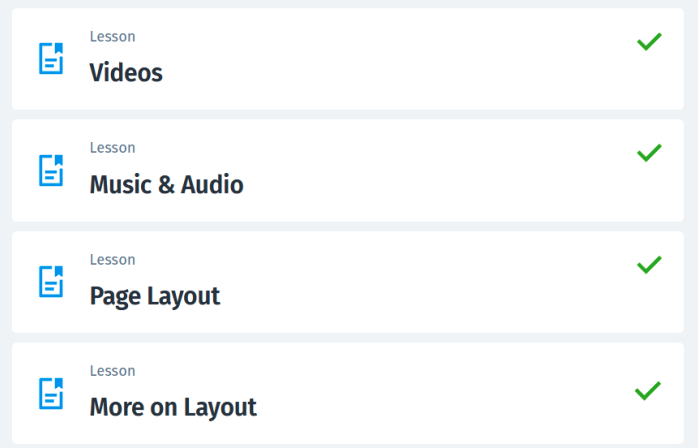 Lesson
Videos
Lesson
Music & Audio
Lesson
Page Layout
Lesson
More on Layout